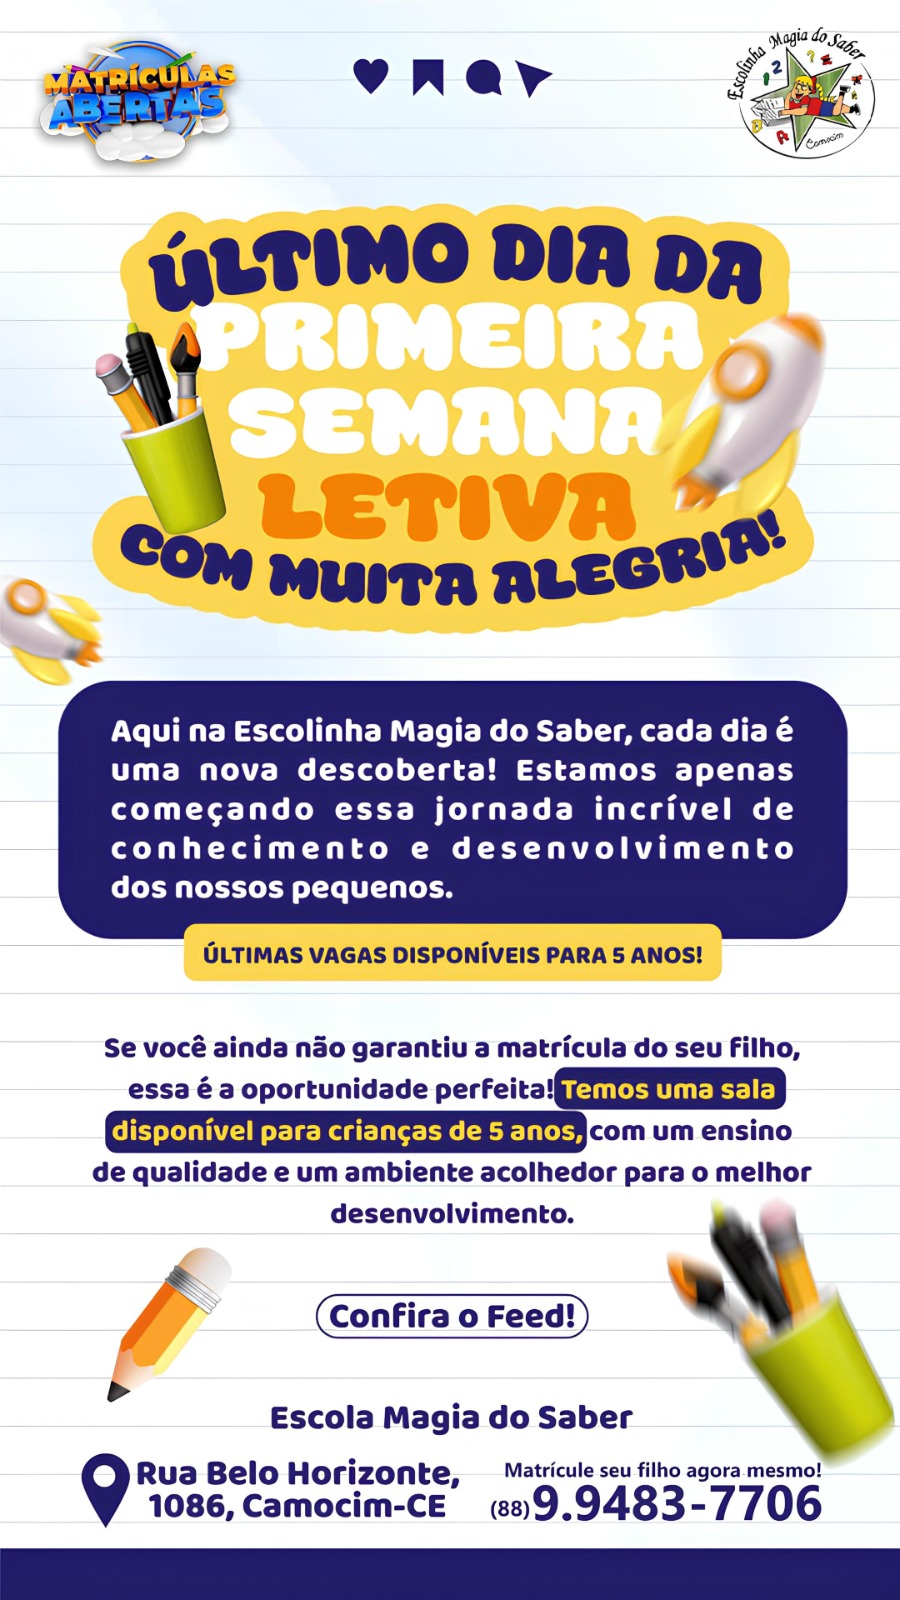 MATRÍCULAS
ABERTAS
Escolinha Magia do Saber
Camocim
ÚLTIMO DIA DA
PRIMEIRA
SEMANA
LETIVA
COM MUITA ALEGRIA!
Aqui na Escolinha Magia do Saber, cada dia é
uma nova descoberta! Estamos apenas
começando essa jornada incrível de
conhecimento e desenvolvimento
dos nossos pequenos.
ÚLTIMAS VAGAS DISPONÍVEIS PARA 5 ANOS!
Se você ainda não garantiu a matrícula do seu filho,
essa é a oportunidade perfeita! Temos uma sala
disponível para crianças de 5 anos, com um ensino
de qualidade e um ambiente acolhedor para o melhor
desenvolvimento.
Confira o Feed!
Escola Magia do Saber
Rua Belo Horizonte,
1086, Camocim-CE
Matrícule seu filho agora mesmo!
(88) 9.9483-7706